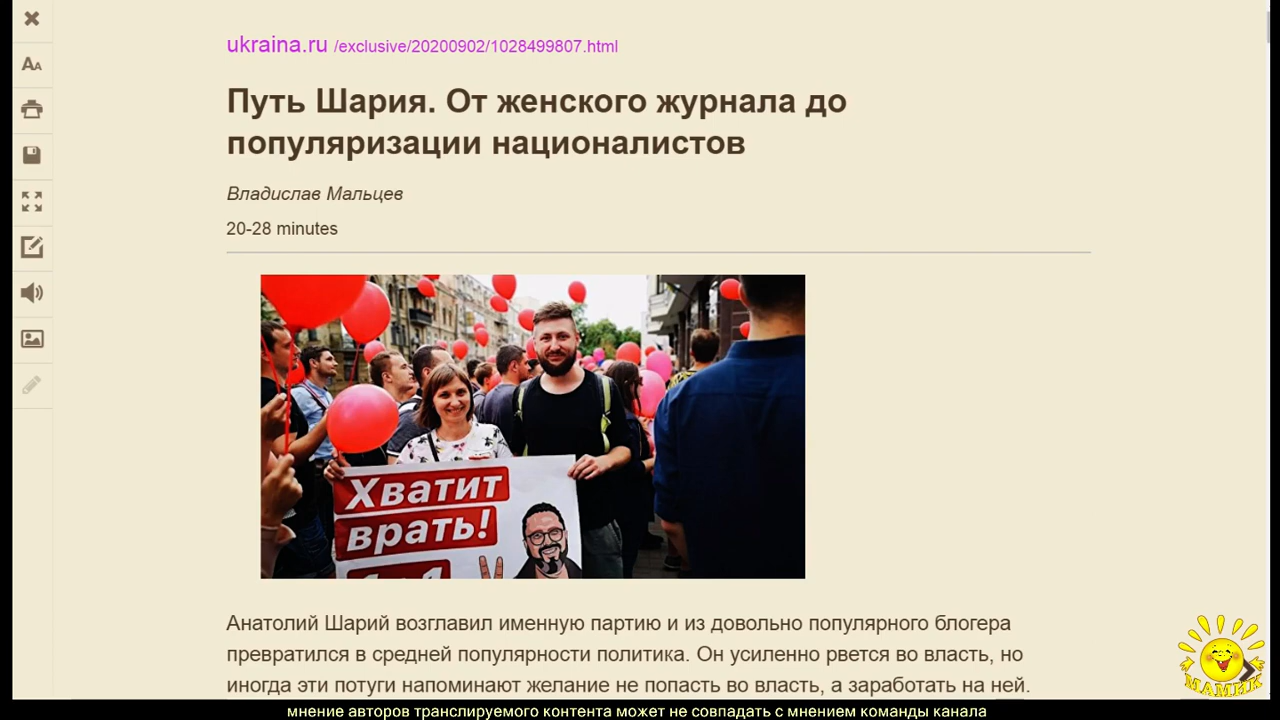 ukraina.ru /exclusive/20200902/1028499807.html
Путь Шария. От женского журнала до
популяризации националистов
Владислав Мальцев
20-28 minutes
Хватит
врать!
Анатолий Шарий возглавил именную партию и из довольно популярного блогера
превратился в средней популярности политика. Он усиленно рвется во власть, но
иногда эти потуги напоминают желание не попасть во власть, а заработать на ней.
МАМИК
мнение авторов транслируемого контента может не совпадать с мнением команды канала